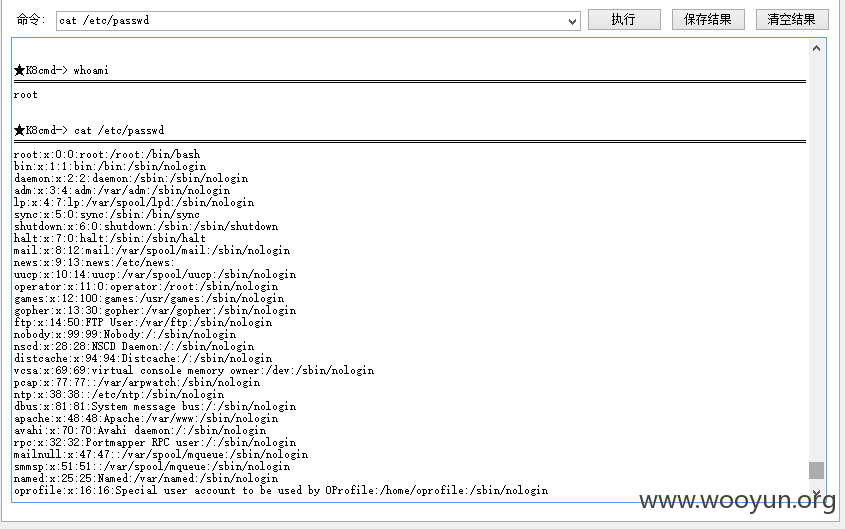 命令: cat /etc/passwd 执行 保存结果 清空结果
★K8cmd-> whoami
root
★K8cmd-> cat /etc/passwd
root:x:0:0:root:/root:/bin/bash
bin:x:1:1:bin:/bin:/sbin/nologin
daemon:x:2:2:daemon:/sbin:/sbin/nologin
adm:x:3:4:adm:/var/adm:/sbin/nologin
lp:x:4:7:lp:/var/spool/lpd:/sbin/nologin
sync:x:5:0:sync:/sbin:/bin/sync
shutdown:x:6:0:shutdown:/sbin:/sbin/shutdown
halt:x:7:0:halt:/sbin:/sbin/halt
mail:x:8:12:mail:/var/spool/mail:/sbin/nologin
news:x:9:13:news:/etc/news:
uucp:x:10:14:uucp:/var/spool/uucp:/sbin/nologin
operator:x:11:0:operator:/root:/sbin/nologin
games:x:12:100:games:/usr/games:/sbin/nologin
gopher:x:13:30:gopher:/var/gopher:/sbin/nologin
ftp:x:14:50:FTP User:/var/ftp:/sbin/nologin
nobody:x:99:99:Nobody:/:/sbin/nologin
nscd:x:28:28:NSCD Daemon:/:/sbin/nologin
distcache:x:94:94:Distcache:/:/sbin/nologin
vcsa:x:69:69:virtual console memory owner:/dev:/sbin/nologin
pcap:x:77:77::/var/arpwatch:/sbin/nologin
ntp:x:38:38::/etc/ntp:/sbin/nologin
dbus:x:81:81:System message bus:/:/sbin/nologin
apache:x:48:48:Apache:/var/www:/sbin/nologin
avahi:x:70:70:Avahi daemon:/:/sbin/nologin
rpc:x:32:32:Portmapper RPC user:/:/sbin/nologin
mailnull:x:47:47::/var/spool/mqueue:/sbin/nologin
smmsp:x:51:51::/var/spool/mqueue:/sbin/nologin
named:x:25:25:Named:/var/named:/sbin/nologin
oprofile:x:16:16:Special user account to be used by OProfile:/home/oprofile:/sbin/nologin
www.wooyun.org